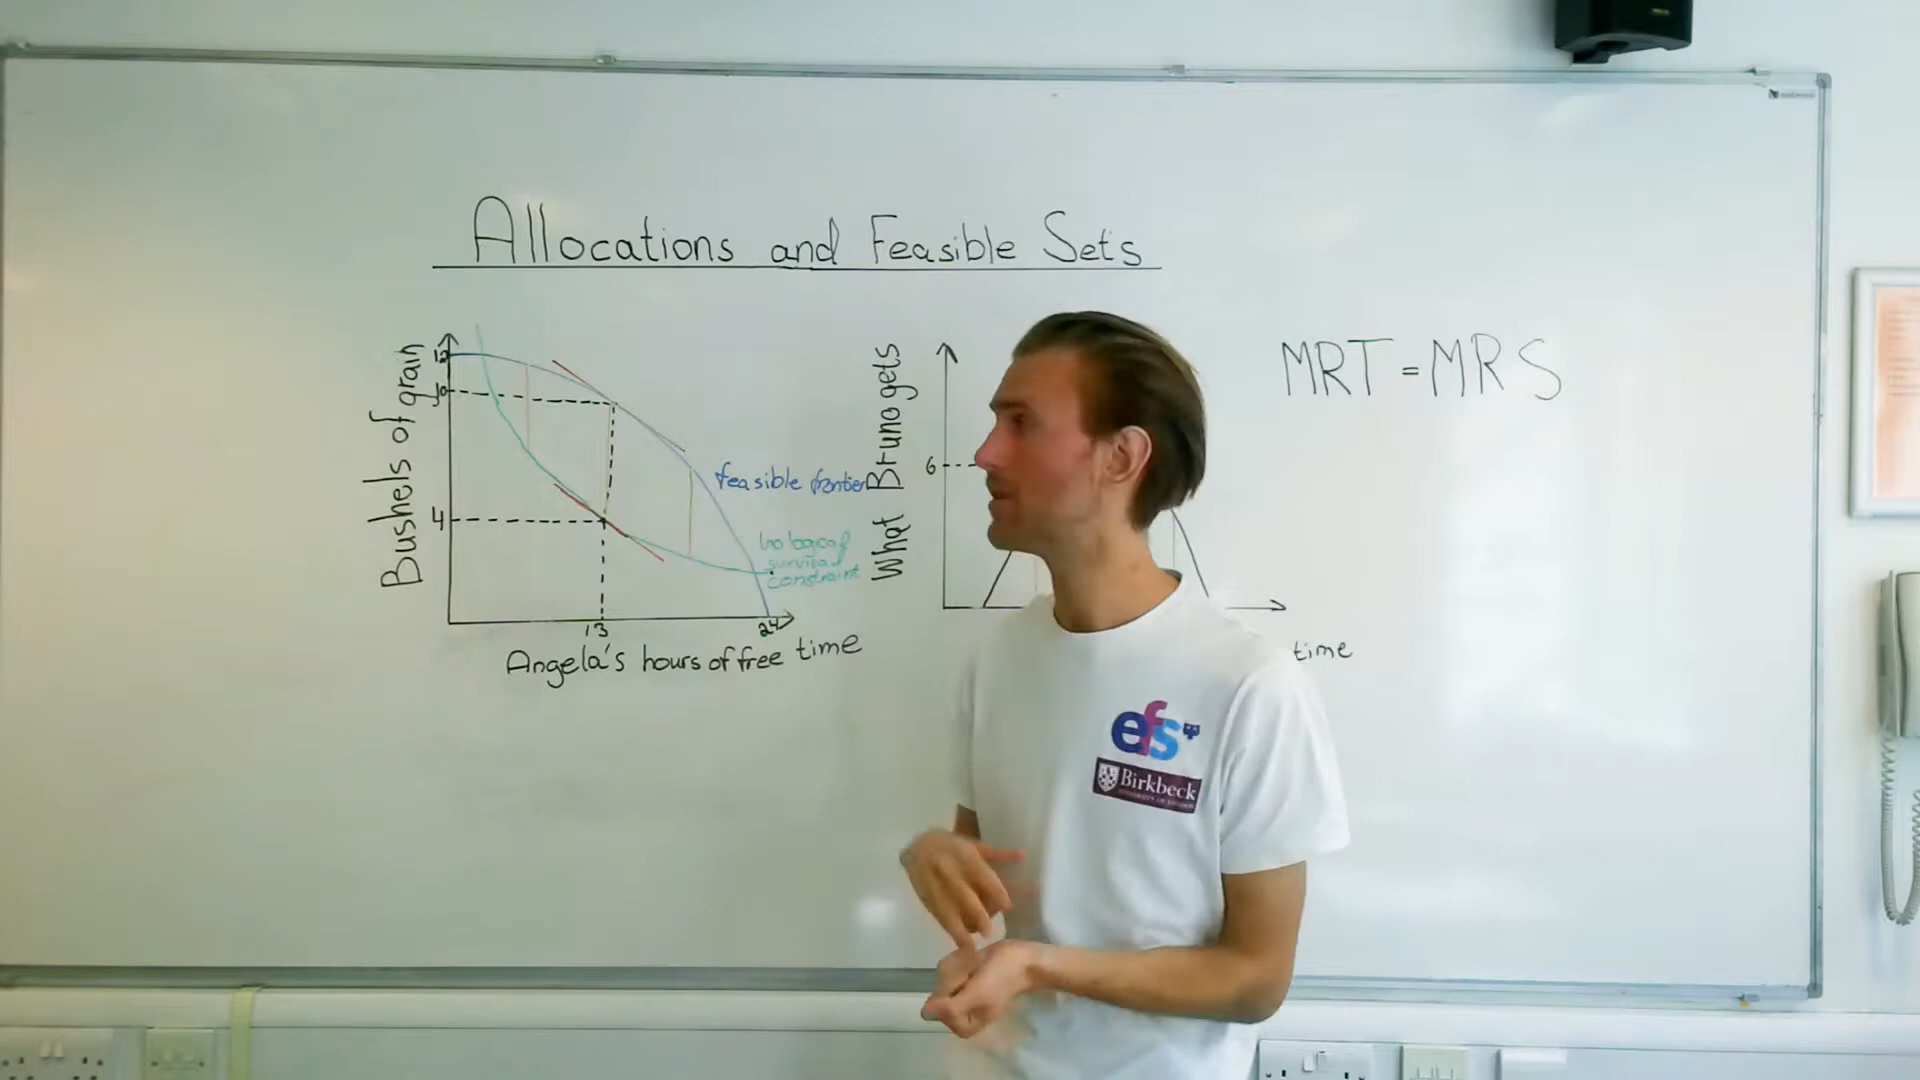 Allocations and Feasible Sets
Bushels of grain
12
10
4
13
24
Angela's hours of free time
feasible frontier
biological
survival
constraint
What Bruno gets
6
time
MRT = MRS
efs
Birkbeck